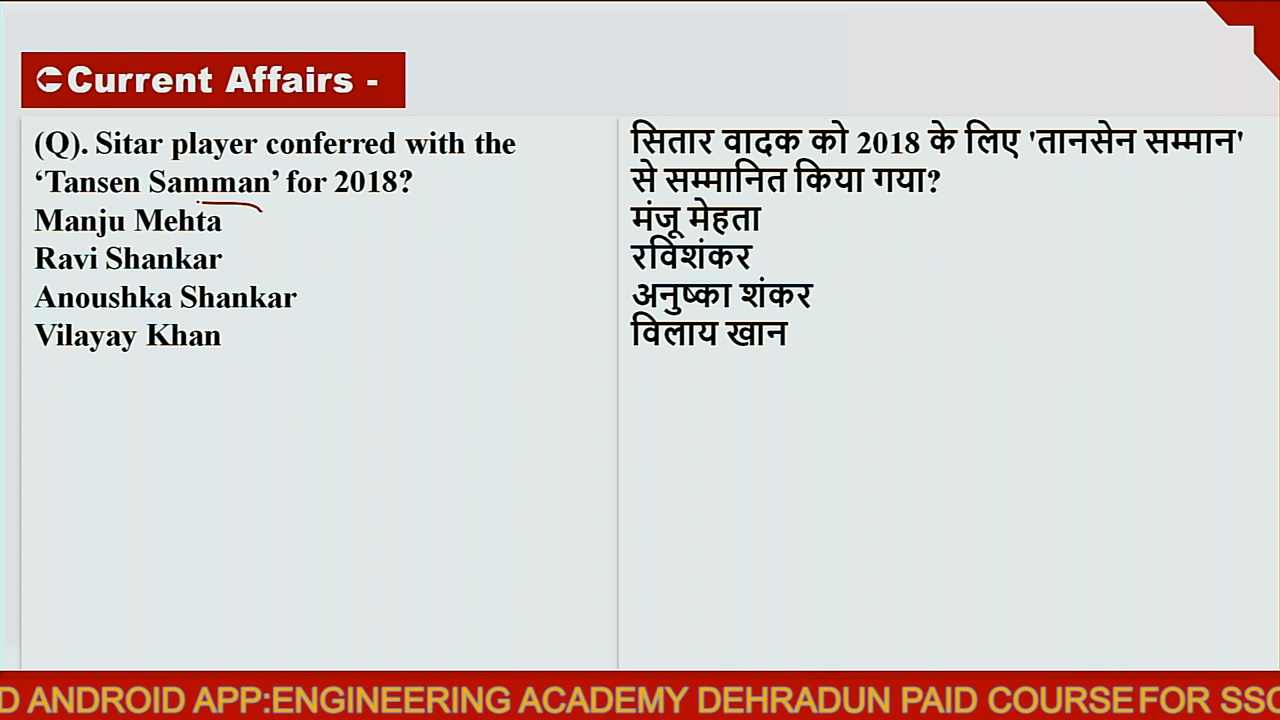 Current Affairs -
(Q). Sitar player conferred with the
‘Tansen Samman’ for 2018?
Manju Mehta
Ravi Shankar
Anoushka Shankar
Vilayay Khan
सितार वादक को 2018 के लिए 'तानसेन सम्मान'
से सम्मानित किया गया?
मंजू मेहता
रविशंकर
अनुष्का शंकर
विलाय खान
D ANDROID APP:ENGINEERING ACADEMY DEHRADUN PAID COURSE FOR SSC